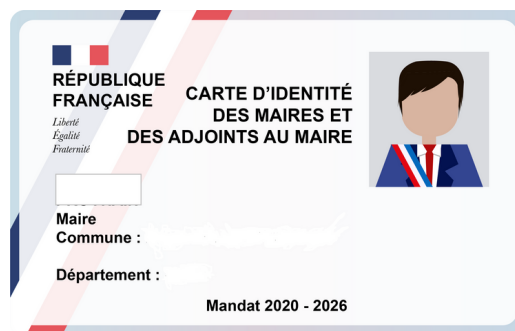 RÉPUBLIQUE
FRANÇAISE
Liberté
Égalité
Fraternité
CARTE D'IDENTITÉ
DES MAIRES ET
DES ADJOINTS AU MAIRE
Maire
Commune :
Département :
Mandat 2020 - 2026